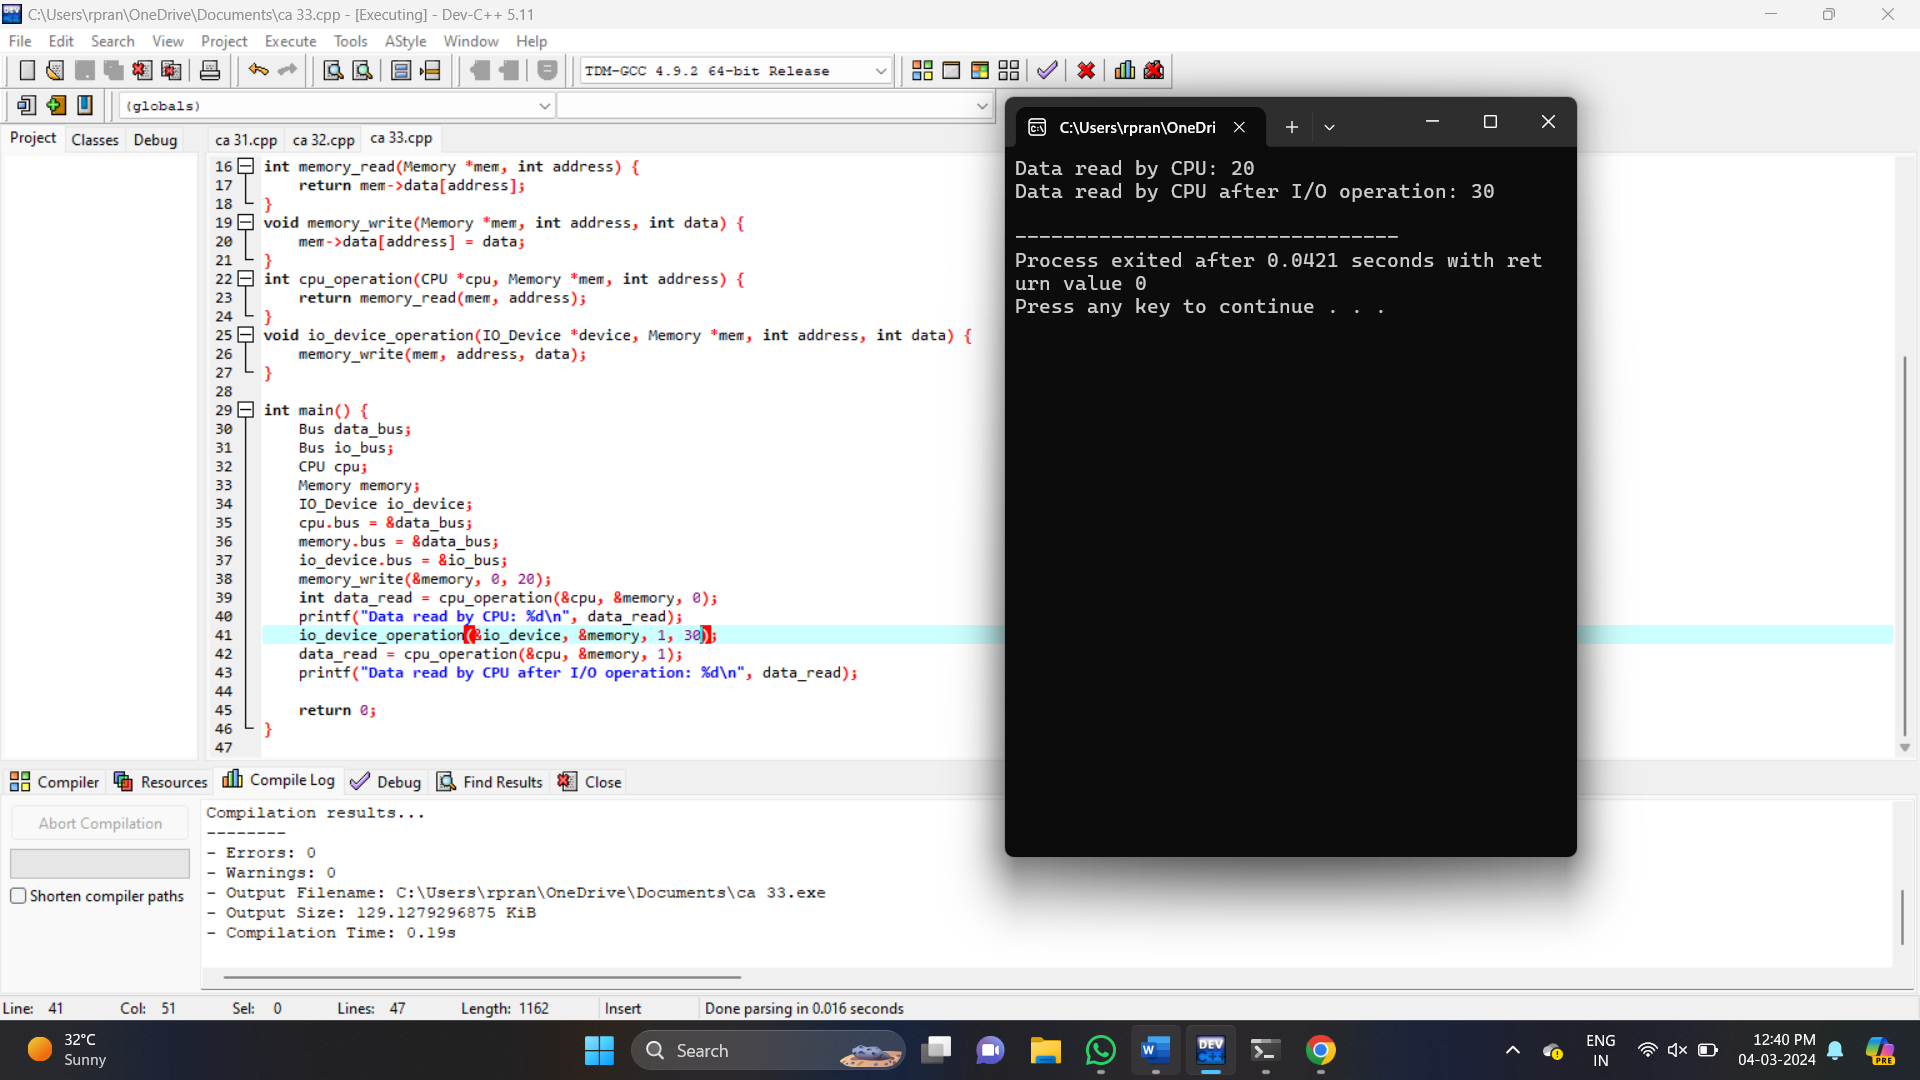 C:\Users\rpran\OneDrive\Documents\ca 33.cpp - [Executing] - Dev-C++ 5.11
File Edit Search View Project Execute Tools AStyle Window Help
TDM-GCC 4.9.2 64-bit Release
(globals)
Project Classes Debug
ca 31.cpp ca 32.cpp ca 33.cpp
16 int memory_read(Memory *mem, int address) {
17 return mem->data[address];
18 }
19 void memory_write(Memory *mem, int address, int data) {
20 mem->data[address] = data;
21 }
22 int cpu_operation(CPU *cpu, Memory *mem, int address) {
23 return memory_read(mem, address);
24 }
25 void io_device_operation(IO_Device *device, Memory *mem, int address, int data) {
26 memory_write(mem, address, data);
27 }
28
29 int main() {
30 Bus data_bus;
31 Bus io_bus;
32 CPU cpu;
33 Memory memory;
34 IO_Device io_device;
35 cpu.bus = &data_bus;
36 memory.bus = &data_bus;
37 io_device.bus = &io_bus;
38 memory_write(&memory, 0, 20);
39 int data_read = cpu_operation(&cpu, &memory, 0);
40 printf("Data read by CPU: %d\n", data_read);
41 io_device_operation(&io_device, &memory, 1, 30);
42 data_read = cpu_operation(&cpu, &memory, 1);
43 printf("Data read by CPU after I/O operation: %d\n", data_read);
44
45 return 0;
46 }
47
C:\Users\rpran\OneDri
Data read by CPU: 20
Data read by CPU after I/O operation: 30
--------------------------------
Process exited after 0.0421 seconds with ret
urn value 0
Press any key to continue . . .
Compiler Resources Compile Log Debug Find Results Close
Abort Compilation
Shorten compiler paths
Compilation results...
--------
- Errors: 0
- Warnings: 0
- Output Filename: C:\Users\rpran\OneDrive\Documents\ca 33.exe
- Output Size: 129.1279296875 KiB
- Compilation Time: 0.19s
Line: 41 Col: 51 Sel: 0 Lines: 47 Length: 1162 Insert Done parsing in 0.016 seconds
32°C
Sunny
Search
DEV
PRE
ENG
IN
12:40 PM
04-03-2024